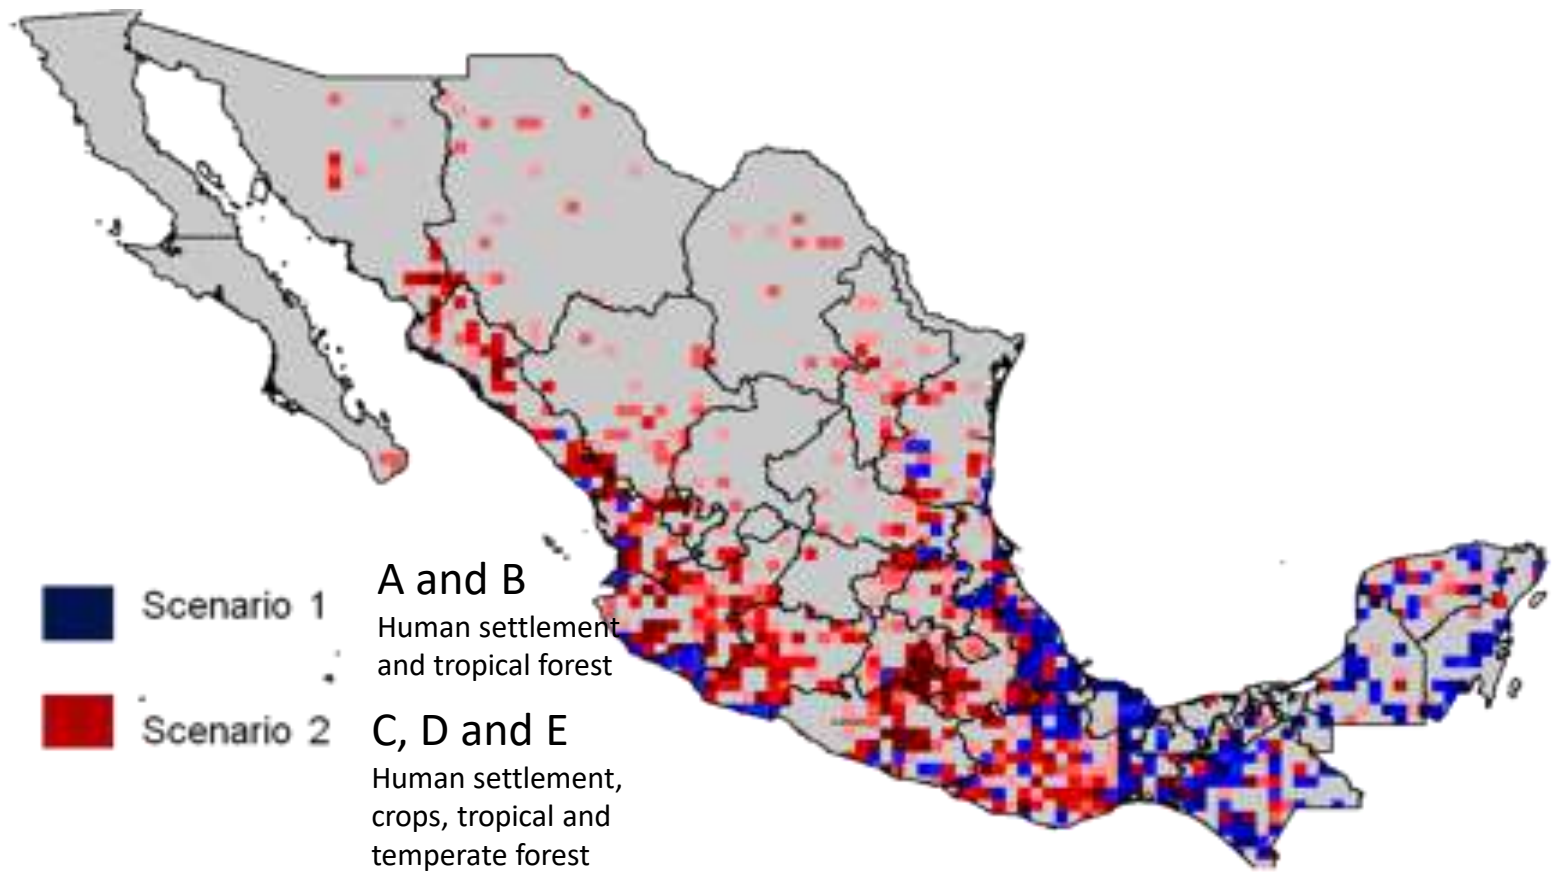 Scenario 1
A and B
Human settlement
and tropical forest
Scenario 2
C, D and E
Human settlement,
crops, tropical and
temperate forest